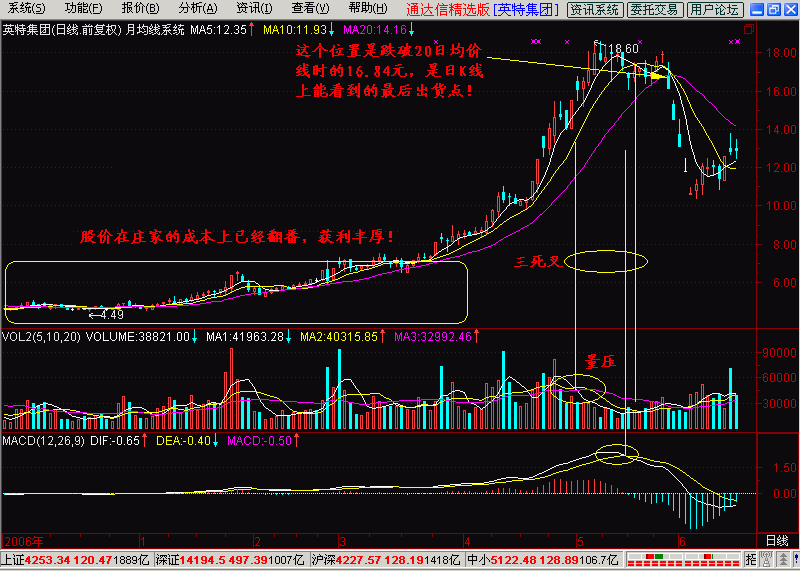 系统(S) 功能(F) 报价(B) 分析(A) 资讯(I) 查看(V) 帮助(H) 通达信精选版 [英特集团] 资讯系统 委托交易 用户论坛
英特集团(日线.前复权) 月均线系统 MA5:12.35↑ MA10:11.93↓ MA20:14.16↓
18.60
这个位置是跌破20日均价
线时的16.84元，是日K线
上能看到的最后出货点！
18.00
16.00
14.00
12.00
10.00
股价在庄家的成本上已经翻番，获利丰厚！
8.00
三死叉
6.00
4.49
VOL2(5,10,20) VOLUME:38821.00↓ MA1:41963.28↓ MA2:40315.85↑ MA3:32992.46↑
90000
量压
60000
30000
MACD(12,26,9) DIF:-0.65↑ DEA:-0.40↓ MACD:-0.50↑
1.50
0.00
2006年 1 2 3 4 5 6 日线
上证4253.34 120.47 1889亿 深证14194.5 497.39 1007亿 沪深4227.57 128.19 1418亿 中小5122.48 128.89 106.7亿 招